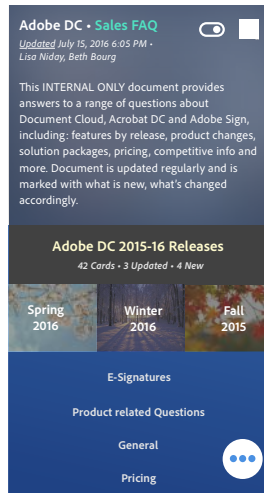 Adobe DC • Sales FAQ
Updated July 15, 2016 6:05 PM •
Lisa Niday, Beth Bourg
This INTERNAL ONLY document provides
answers to a range of questions about
Document Cloud, Acrobat DC and Adobe Sign,
including: features by release, product changes,
solution packages, pricing, competitive info and
more. Document is updated regularly and is
marked with what is new, what's changed
accordingly.
Adobe DC 2015-16 Releases
42 Cards • 3 Updated • 4 New
Spring
2016
Winter
2016
Fall
2015
E-Signatures
Product related Questions
General
Pricing